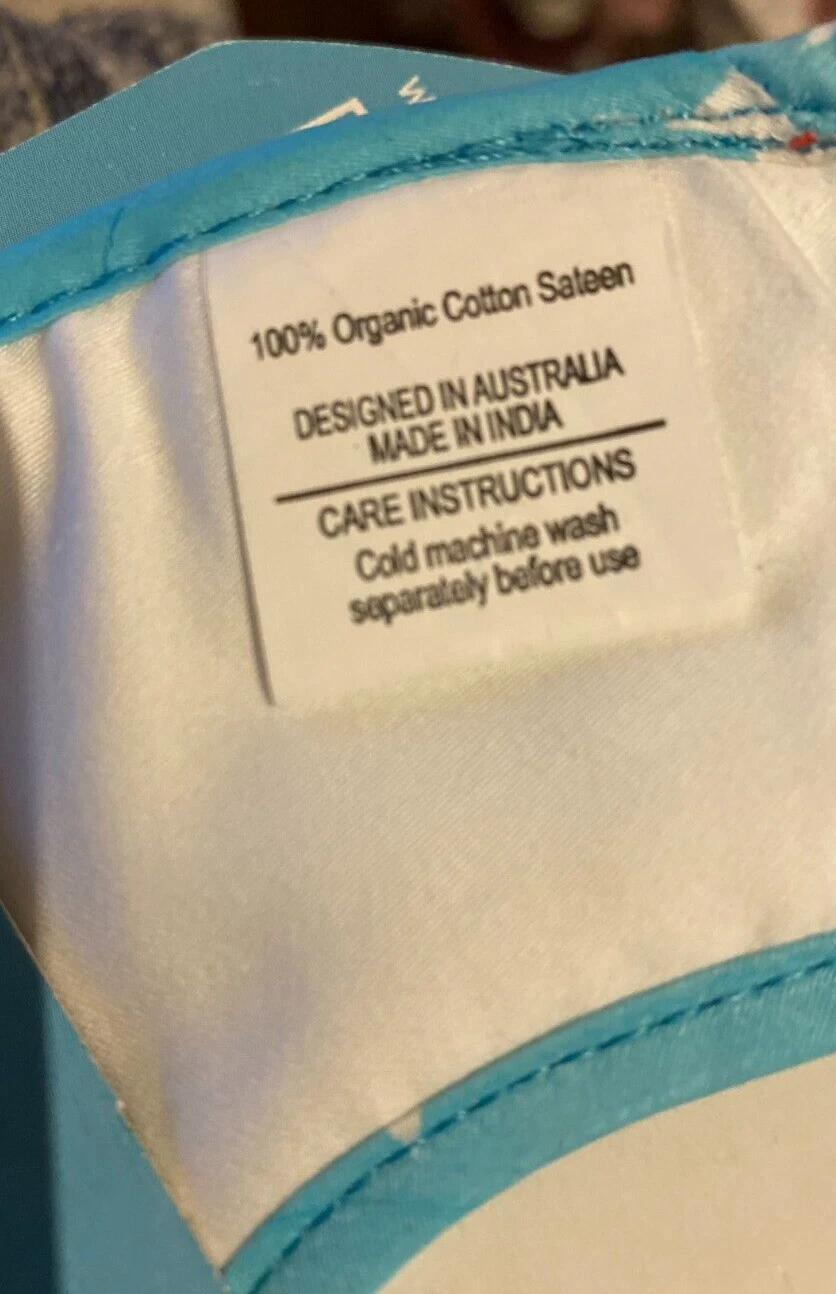 100% Organic Cotton Sateen
DESIGNED IN AUSTRALIA
MADE IN INDIA
CARE INSTRUCTIONS
Cold machine wash
separately before use